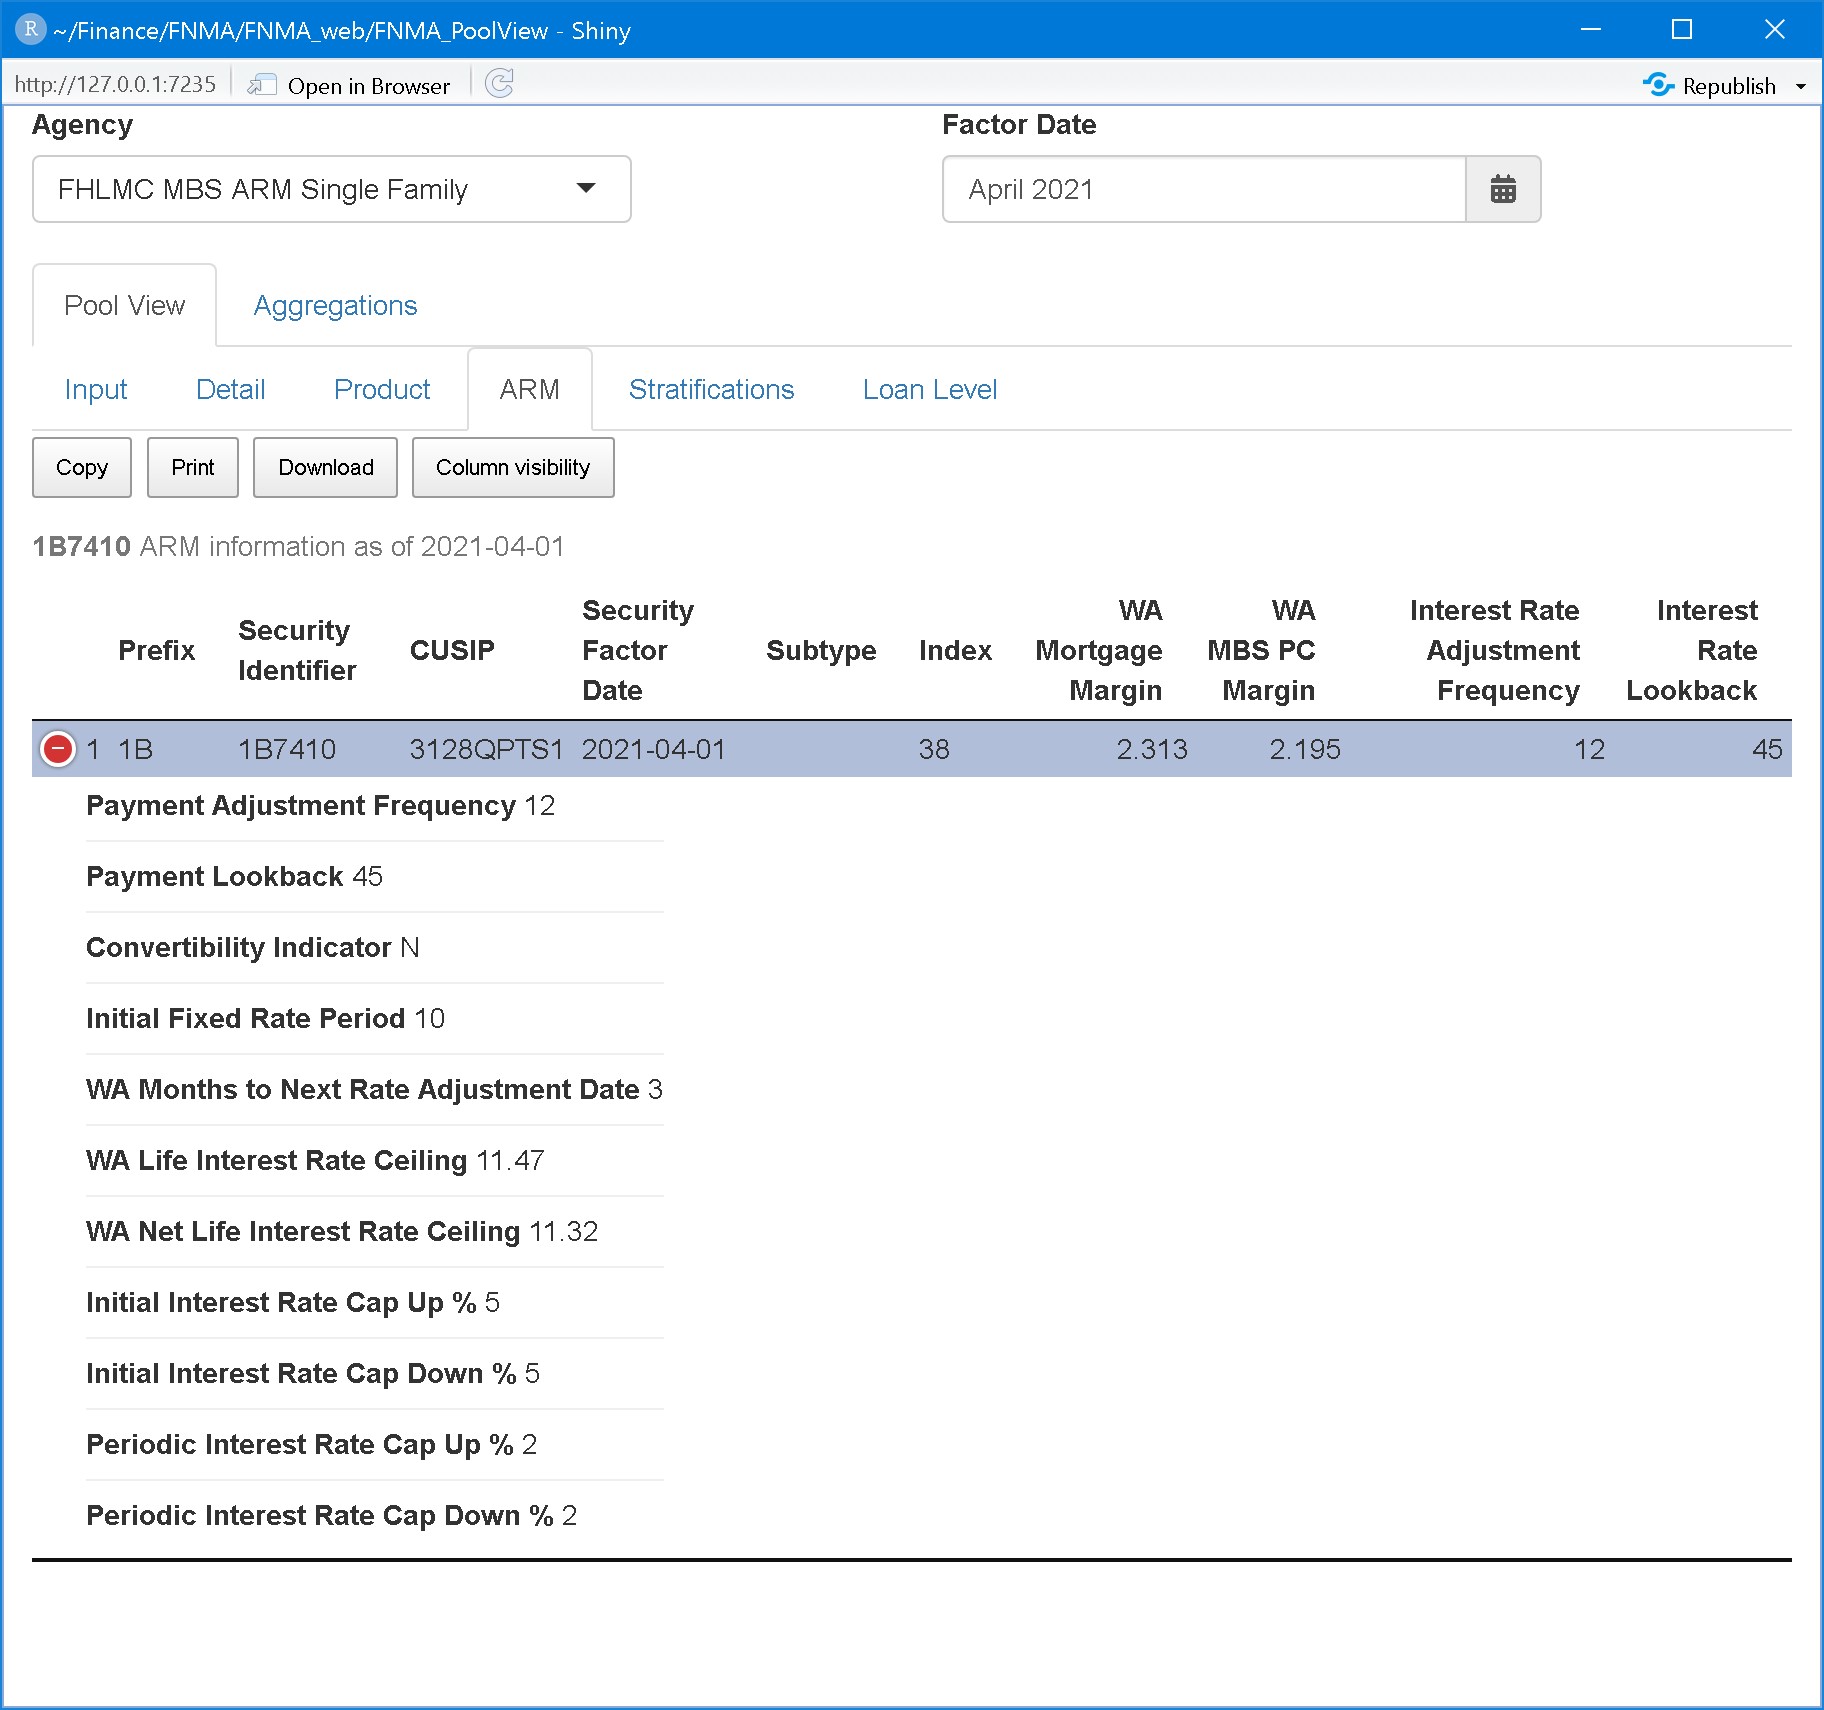 R ~/Finance/FNMA/FNMA_web/FNMA_PoolView - Shiny
http://127.0.0.1:7235 Open in Browser Republish
Agency Factor Date
FHLMC MBS ARM Single Family April 2021
Pool View Aggregations
Input Detail Product ARM Stratifications Loan Level
Copy Print Download Column visibility
1B7410 ARM information as of 2021-04-01
Prefix Security Identifier CUSIP Security Factor Date Subtype Index WA Mortgage Margin WA MBS PC Margin Interest Rate Adjustment Frequency Interest Rate Lookback
1 1B 1B7410 3128QPTS1 2021-04-01 38 2.313 2.195 12 45
Payment Adjustment Frequency 12
Payment Lookback 45
Convertibility Indicator N
Initial Fixed Rate Period 10
WA Months to Next Rate Adjustment Date 3
WA Life Interest Rate Ceiling 11.47
WA Net Life Interest Rate Ceiling 11.32
Initial Interest Rate Cap Up % 5
Initial Interest Rate Cap Down % 5
Periodic Interest Rate Cap Up % 2
Periodic Interest Rate Cap Down % 2